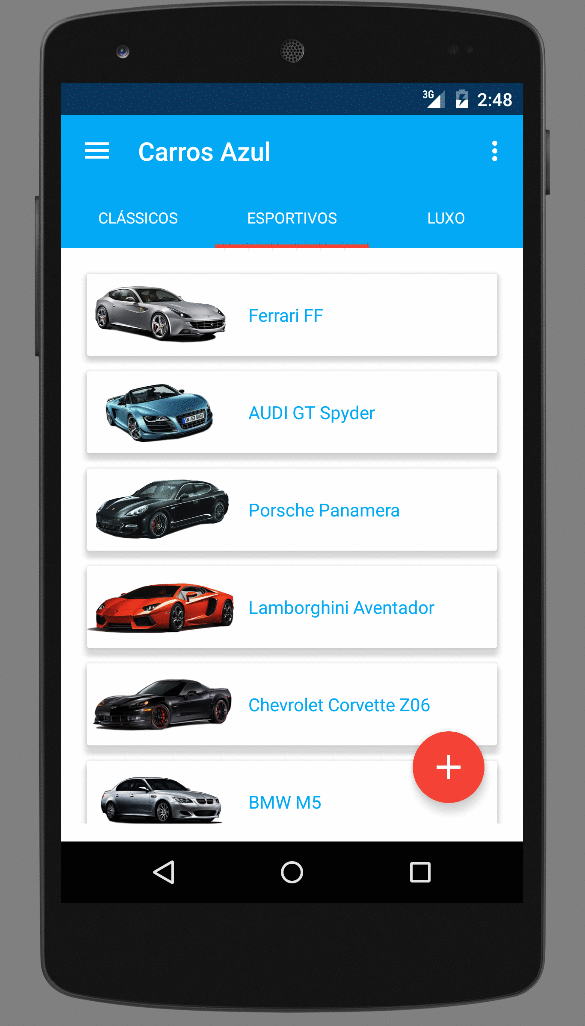 3G 2:48
Carros Azul
CLÁSSICOS ESPORTIVOS LUXO
Ferrari FF
AUDI GT Spyder
Porsche Panamera
Lamborghini Aventador
Chevrolet Corvette Z06
BMW M5